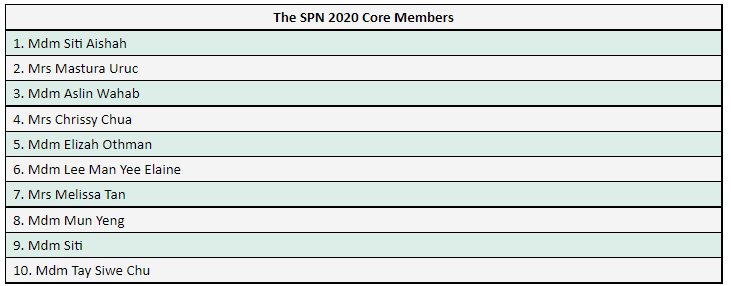 The SPN 2020 Core Members
1. Mdm Siti Aishah
2. Mrs Mastura Uruc
3. Mdm Aslin Wahab
4. Mrs Chrissy Chua
5. Mdm Elizah Othman
6. Mdm Lee Man Yee Elaine
7. Mrs Melissa Tan
8. Mdm Mun Yeng
9. Mdm Siti
10. Mdm Tay Siwe Chu